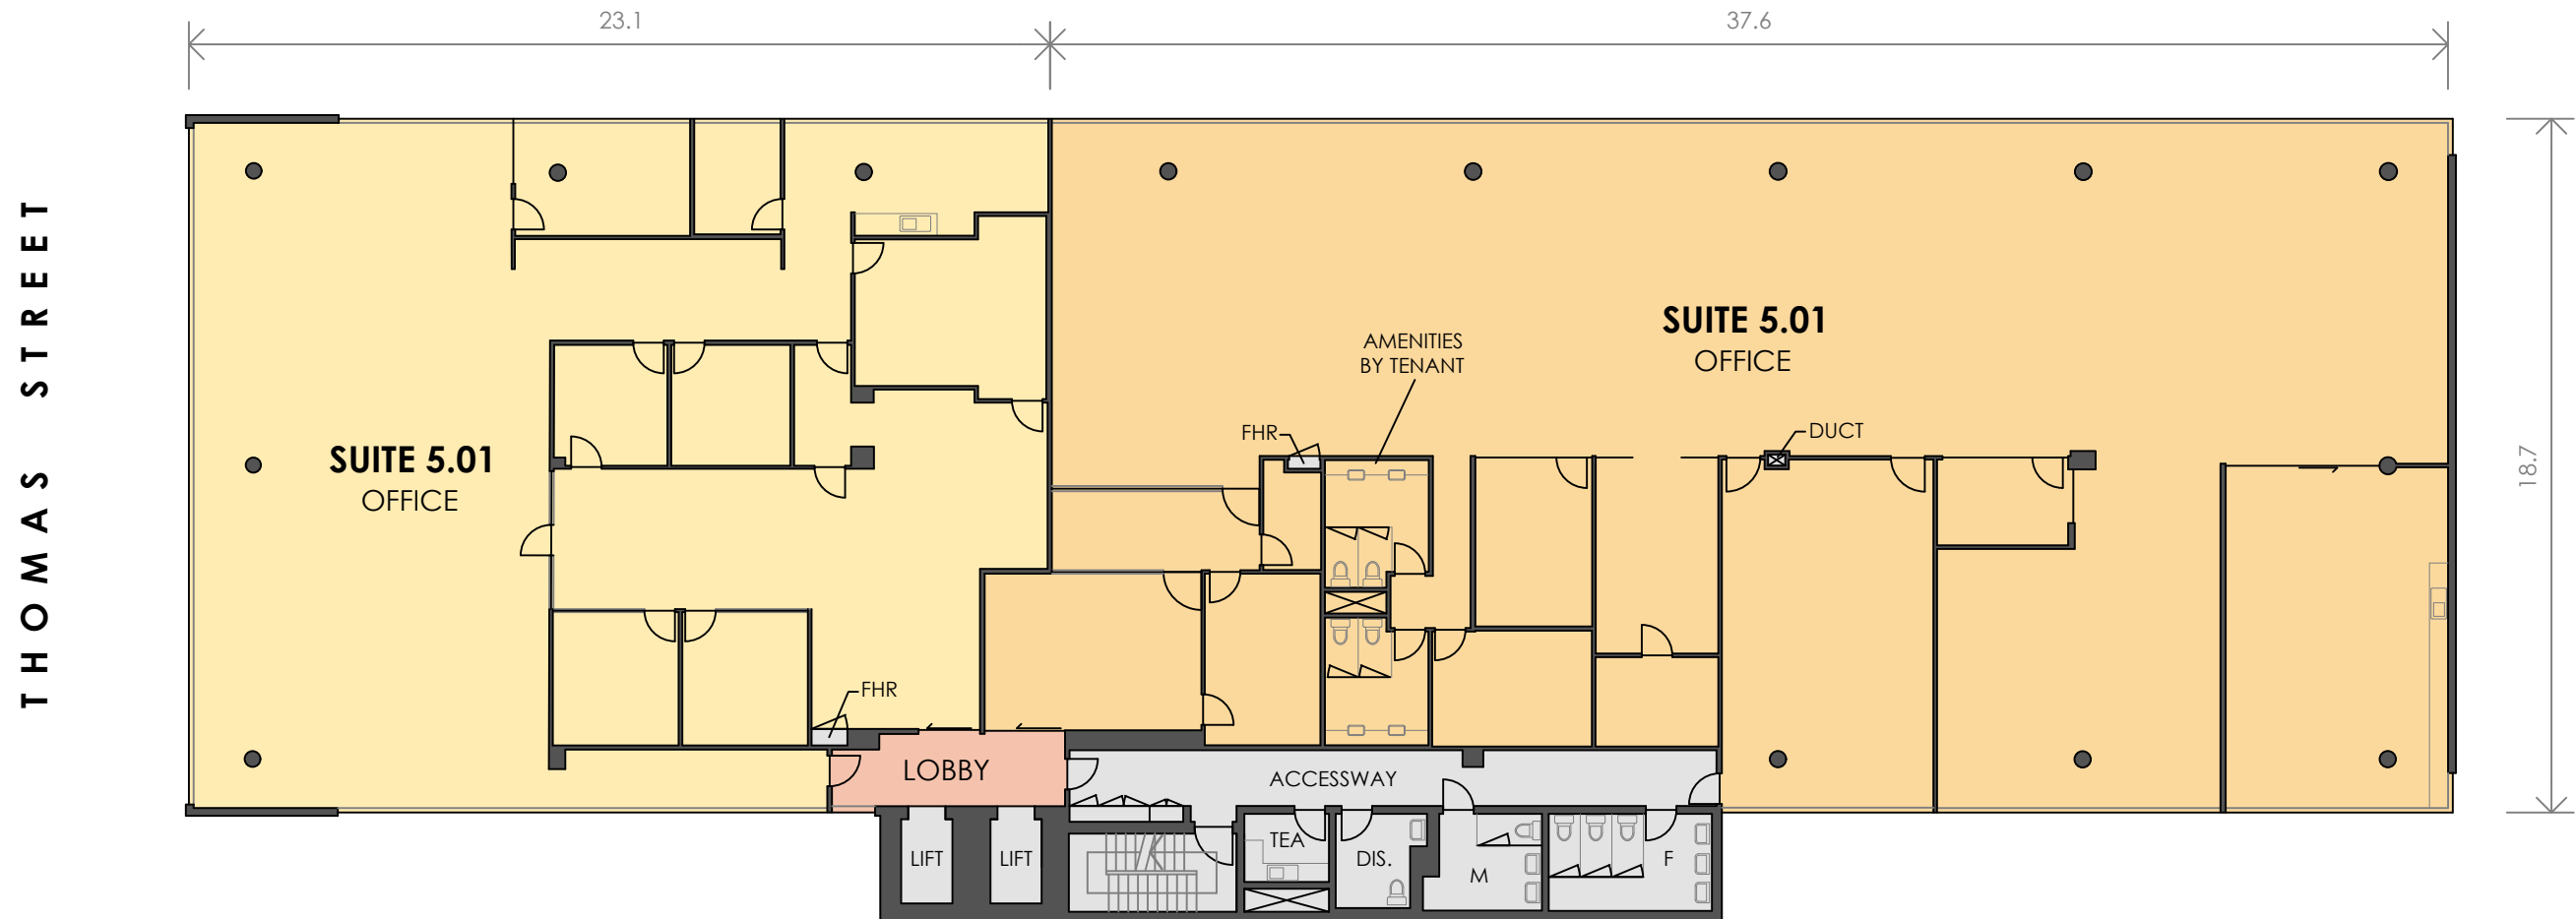 23.1
37.6
THOMAS STREET
SUITE 5.01
OFFICE
AMENITIES
BY TENANT
FHR
DUCT
18.7
SUITE 5.01
OFFICE
FHR
LOBBY
ACCESSWAY
LIFT
LIFT
TEA
DIS.
M
F